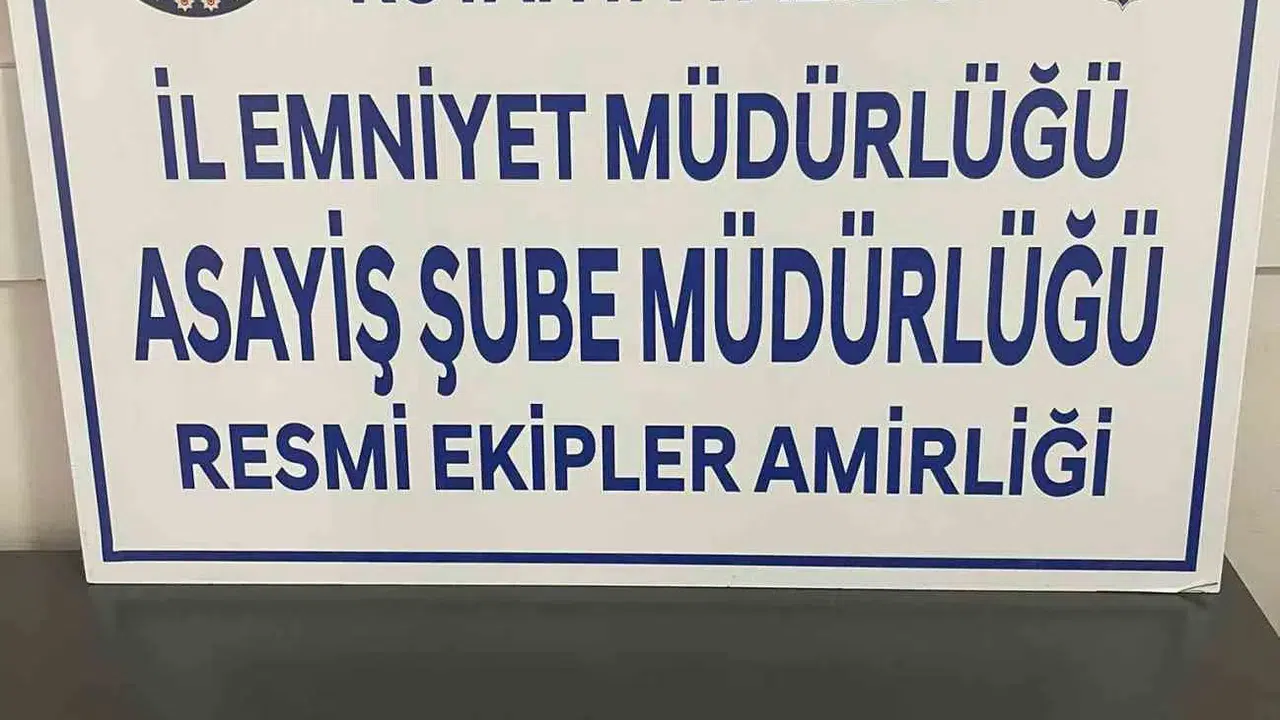 İL EMNİYET MÜDÜRLÜĞÜ
ASAYİŞ ŞUBE MÜDÜRLÜĞÜ
RESMİ EKİPLER AMİRLİĞİ